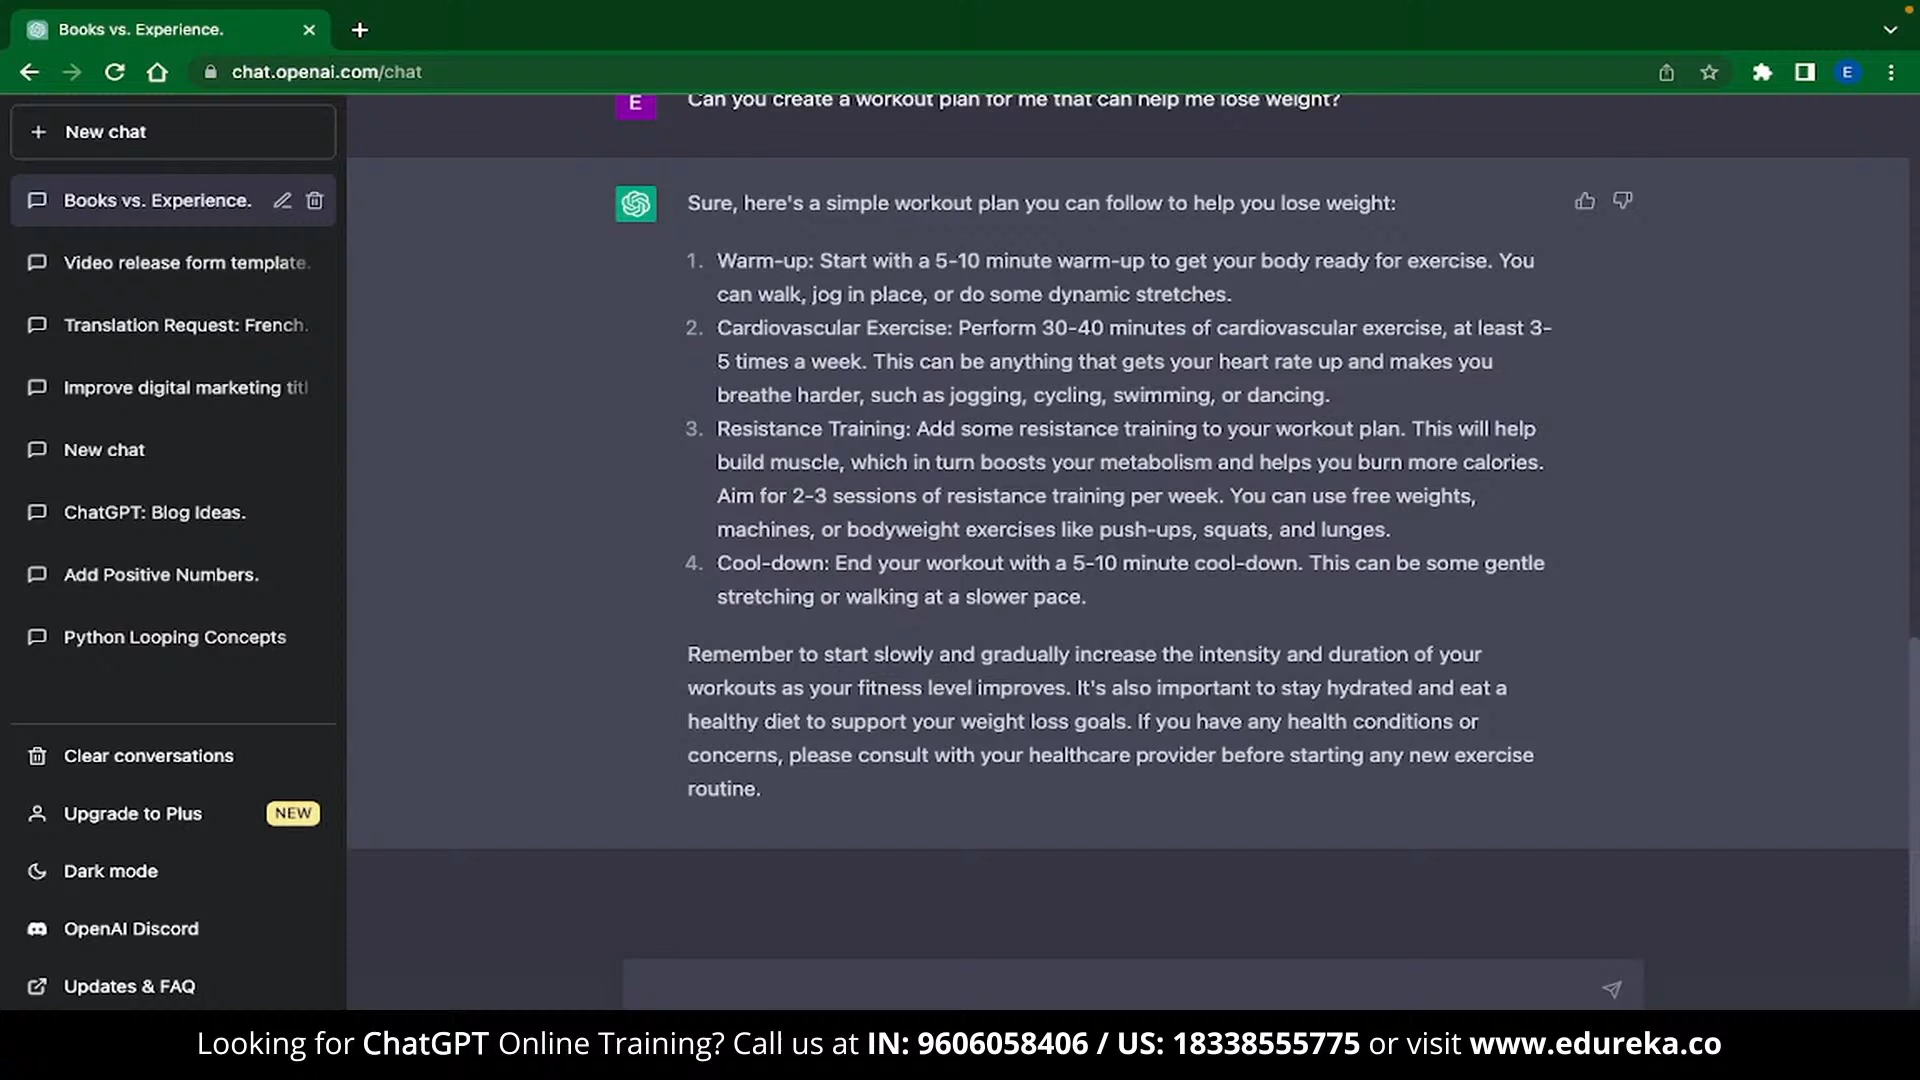 Books vs. Experience.
chat.openai.com/chat
E
New chat
Books vs. Experience.
Video release form template.
Translation Request: French.
Improve digital marketing titl
New chat
ChatGPT: Blog Ideas.
Add Positive Numbers.
Python Looping Concepts
Clear conversations
Upgrade to Plus NEW
Dark mode
OpenAI Discord
Updates & FAQ
E Can you create a workout plan for me that can help me lose weight?
Sure, here's a simple workout plan you can follow to help you lose weight:
1. Warm-up: Start with a 5-10 minute warm-up to get your body ready for exercise. You
can walk, jog in place, or do some dynamic stretches.
2. Cardiovascular Exercise: Perform 30-40 minutes of cardiovascular exercise, at least 3-
5 times a week. This can be anything that gets your heart rate up and makes you
breathe harder, such as jogging, cycling, swimming, or dancing.
3. Resistance Training: Add some resistance training to your workout plan. This will help
build muscle, which in turn boosts your metabolism and helps you burn more calories.
Aim for 2-3 sessions of resistance training per week. You can use free weights,
machines, or bodyweight exercises like push-ups, squats, and lunges.
4. Cool-down: End your workout with a 5-10 minute cool-down. This can be some gentle
stretching or walking at a slower pace.
Remember to start slowly and gradually increase the intensity and duration of your
workouts as your fitness level improves. It's also important to stay hydrated and eat a
healthy diet to support your weight loss goals. If you have any health conditions or
concerns, please consult with your healthcare provider before starting any new exercise
routine.
Looking for ChatGPT Online Training? Call us at IN: 9606058406 / US: 18338555775 or visit www.edureka.co